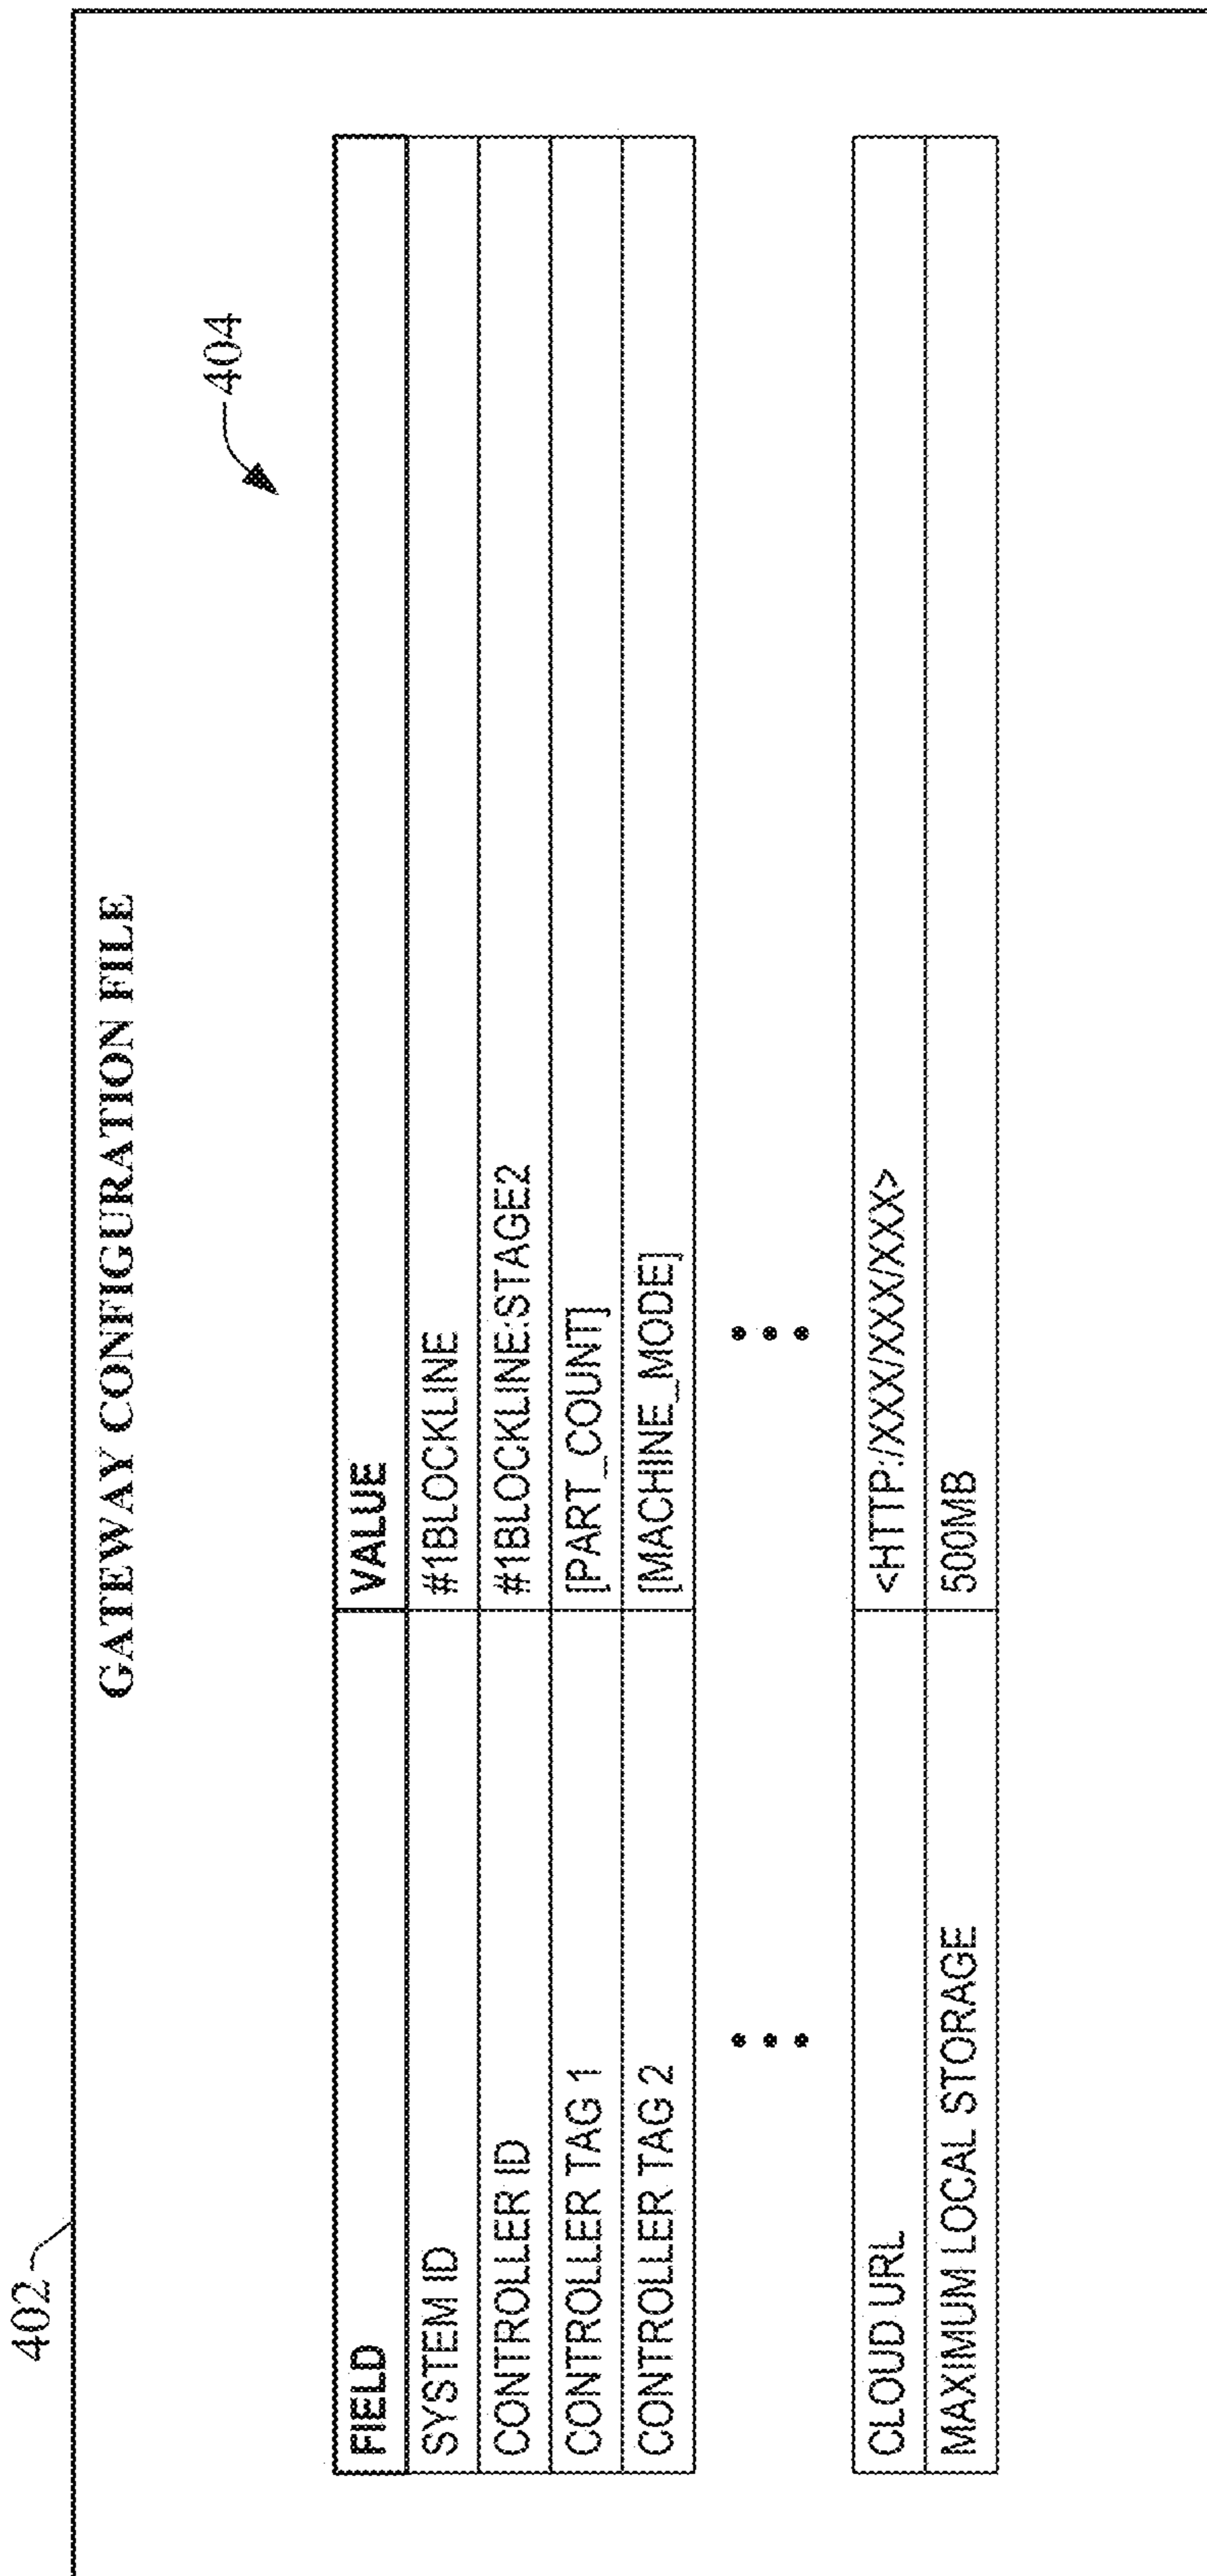 402
GATEWAY CONFIGURATION FILE
404
FIELD VALUE
SYSTEM ID #1BLOCKLINE
CONTROLLER ID #1BLOCKLINE:STAGE2
CONTROLLER TAG 1 [PART_COUNT]
CONTROLLER TAG 2 [MACHINE_MODE]
CLOUD URL <HTTP:/XXX/XXX/XXX>
MAXIMUM LOCAL STORAGE 500MB